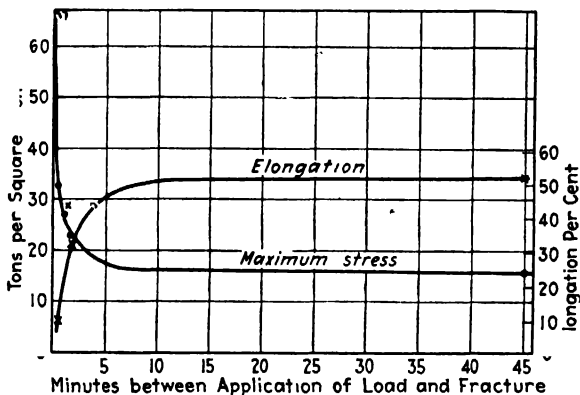 60
50
40
30
20
10
Tons per Square
Elongation
Maximum stress
60
50
40
30
20
10
longation Per Cent
5 10 15 20 25 30 35 40 45
Minutes between Application of Load and Fracture